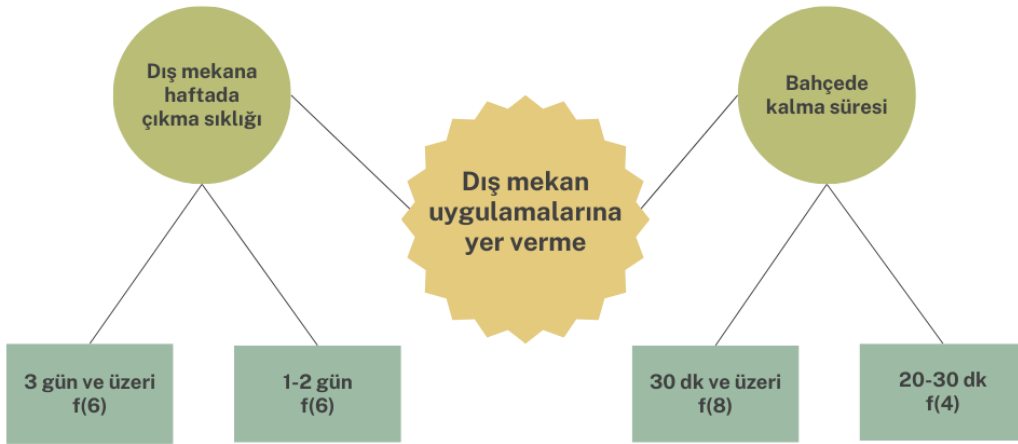 Dış mekana
haftada
çıkma sıklığı
Bahçede
kalma süresi
Dış mekan
uygulamalarına
yer verme
3 gün ve üzeri
f(6)
1-2 gün
f(6)
30 dk ve üzeri
f(8)
20-30 dk
f(4)